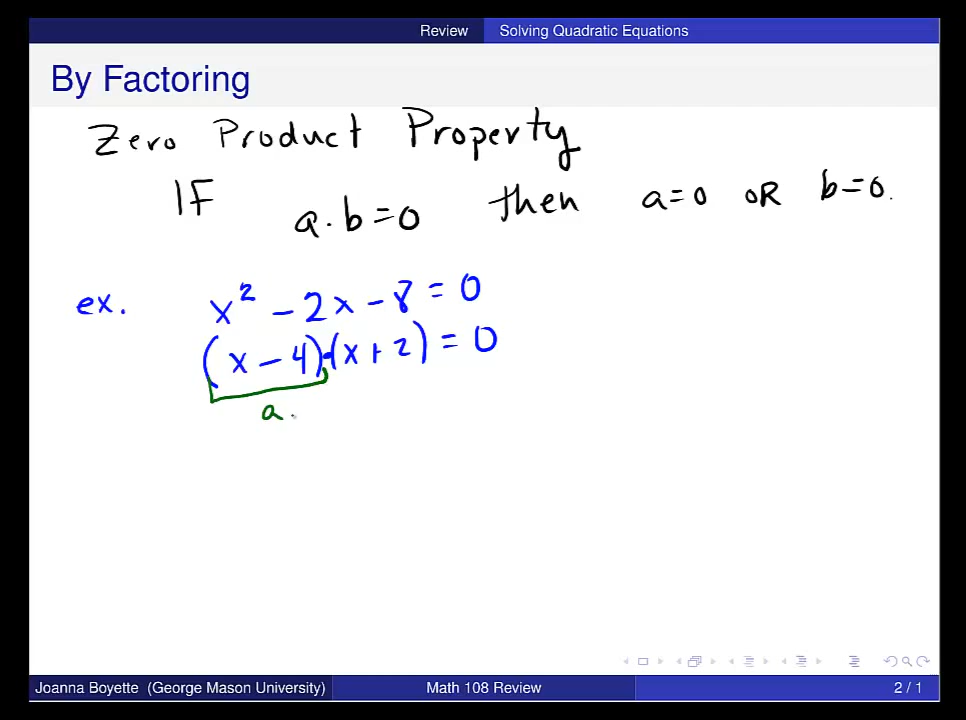 Review Solving Quadratic Equations
By Factoring
Zero Product Property
IF a·b=0 then a=0 OR b=0.
ex. x² - 2x - 8 = 0
(x - 4)·(x + 2) = 0
a.
Joanna Boyette (George Mason University) Math 108 Review 2 / 1